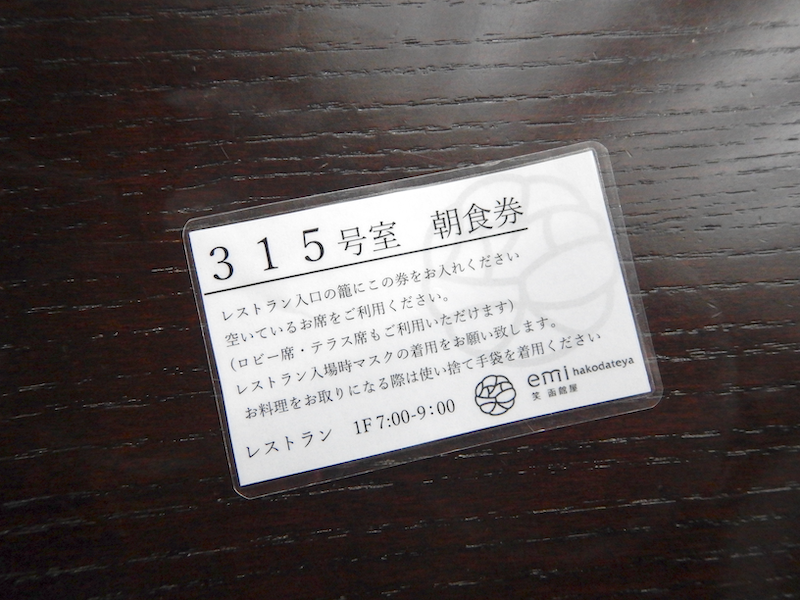 ３１５号室　朝食券
レストラン入口の籠にこの券をお入れください
空いているお席をご利用ください。
(ロビー席・テラス席もご利用いただけます)
レストラン入場時マスクの着用をお願い致します。
お料理をお取りになる際は使い捨て手袋を着用ください
レストラン　1F 7:00-9:00
emi hakodateya
笑 函館屋